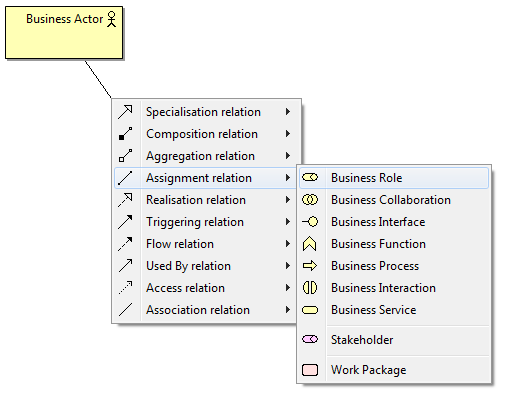 Business Actor
Specialisation relation
Composition relation
Aggregation relation
Assignment relation
Realisation relation
Triggering relation
Flow relation
Used By relation
Access relation
Association relation
Business Role
Business Collaboration
Business Interface
Business Function
Business Process
Business Interaction
Business Service
Stakeholder
Work Package